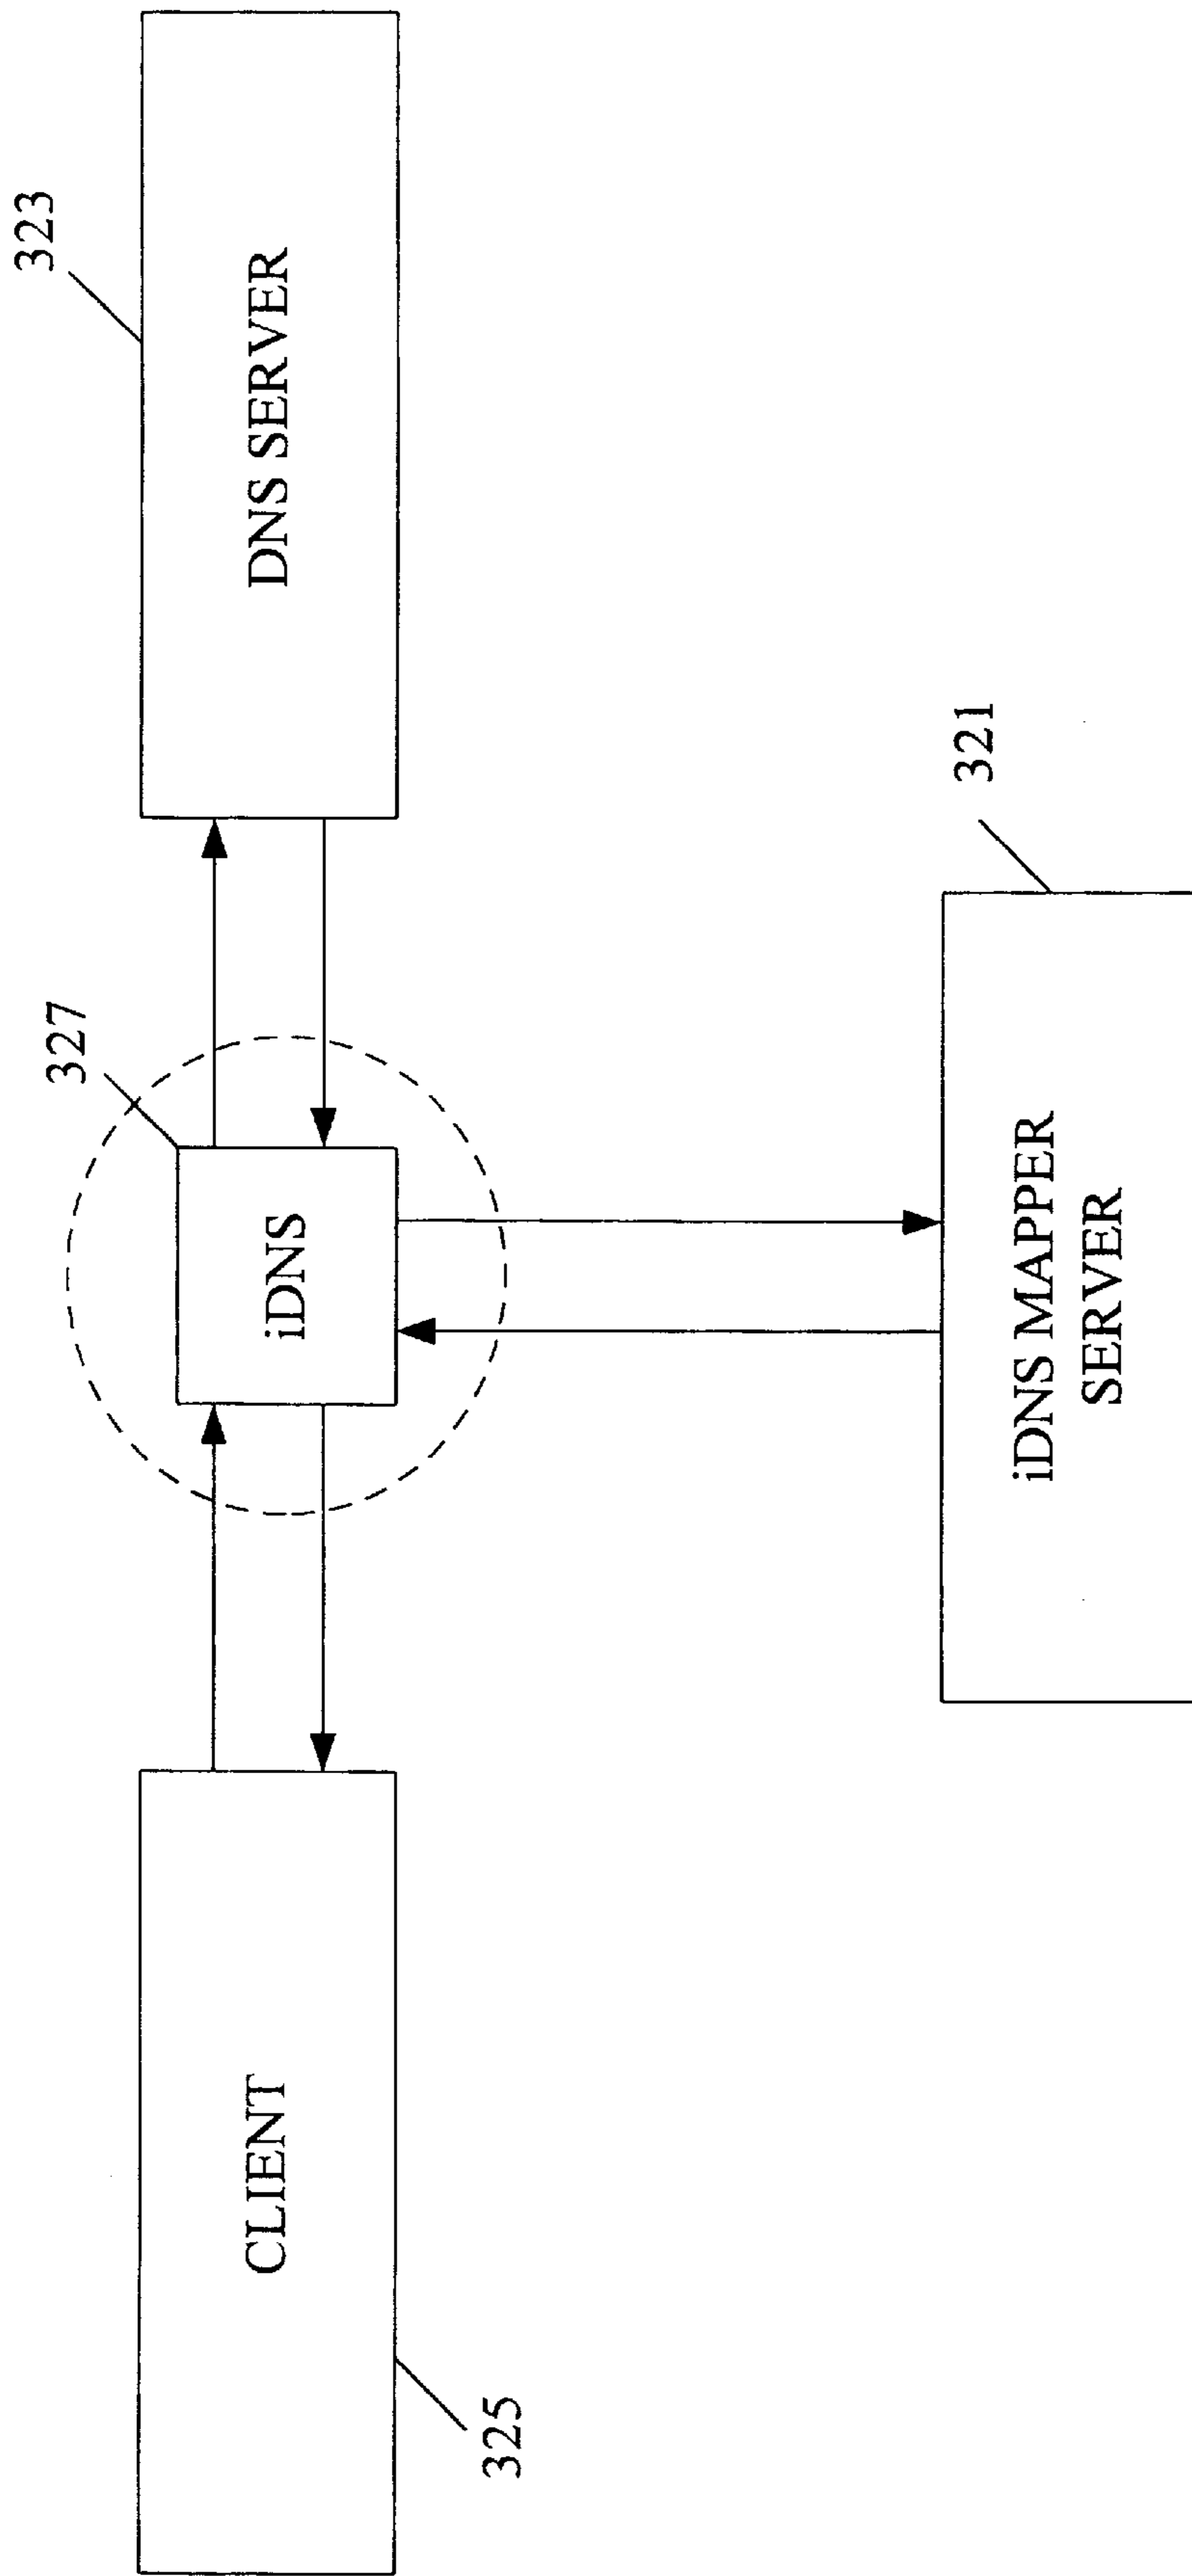 325
CLIENT
327
iDNS
323
DNS SERVER
321
iDNS MAPPER
SERVER